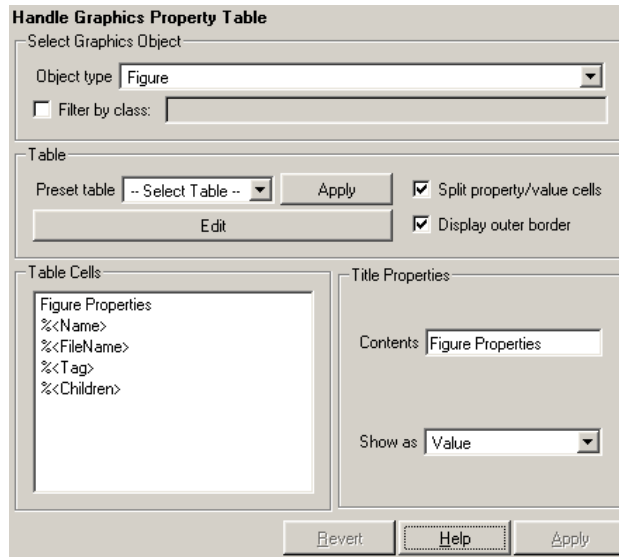 Handle Graphics Property Table
Select Graphics Object
Object type Figure
Filter by class:
Table
Preset table -- Select Table -- Apply Split property/value cells
Edit Display outer border
Table Cells
Figure Properties
%<Name>
%<FileName>
%<Tag>
%<Children>
Title Properties
Contents Figure Properties
Show as Value
Revert Help Apply